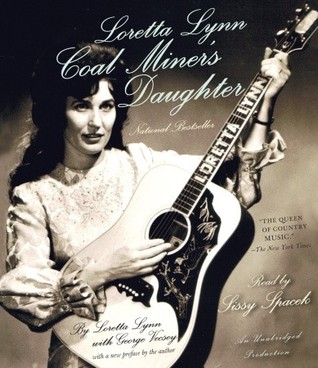 Loretta Lynn
Coal Miner's
Daughter
National Bestseller
LORETTA LYNN
"THE QUEEN
OF COUNTRY
MUSIC."
—The New York Times
Read by
Sissy Spacek
By Loretta Lynn
with George Vecsey
with a new preface by the author
An Unabridged
Production